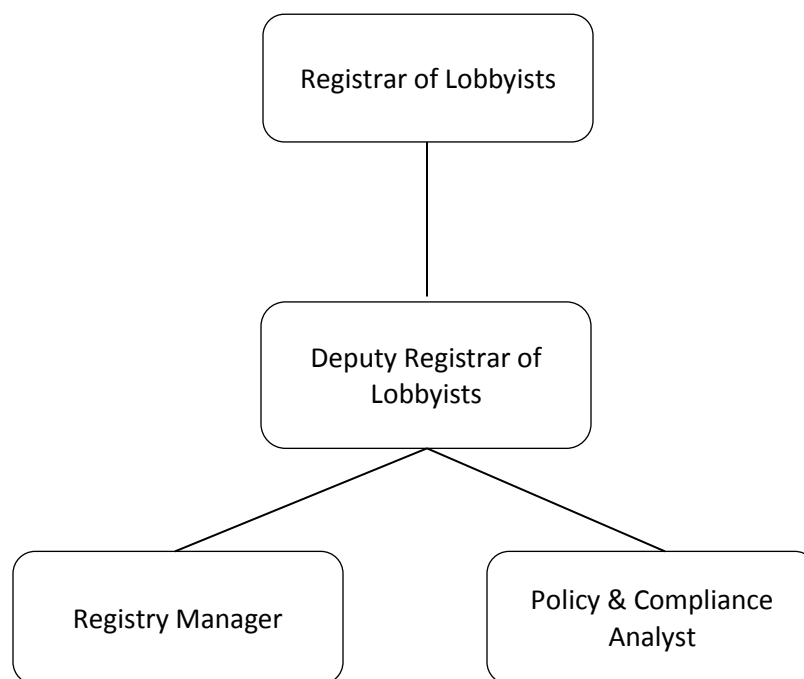 Registrar of Lobbyists
Deputy Registrar of
Lobbyists
Registry Manager
Policy & Compliance
Analyst